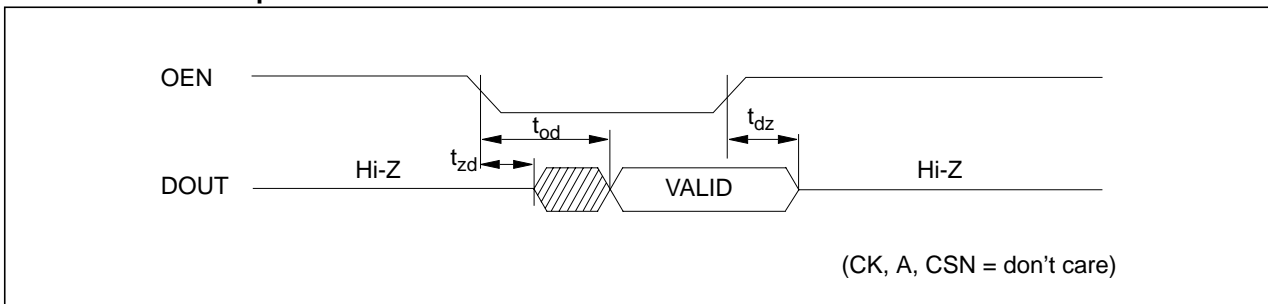 OEN
t_od
t_dz
t_zd
Hi-Z
Hi-Z
DOUT
VALID
(CK, A, CSN = don't care)